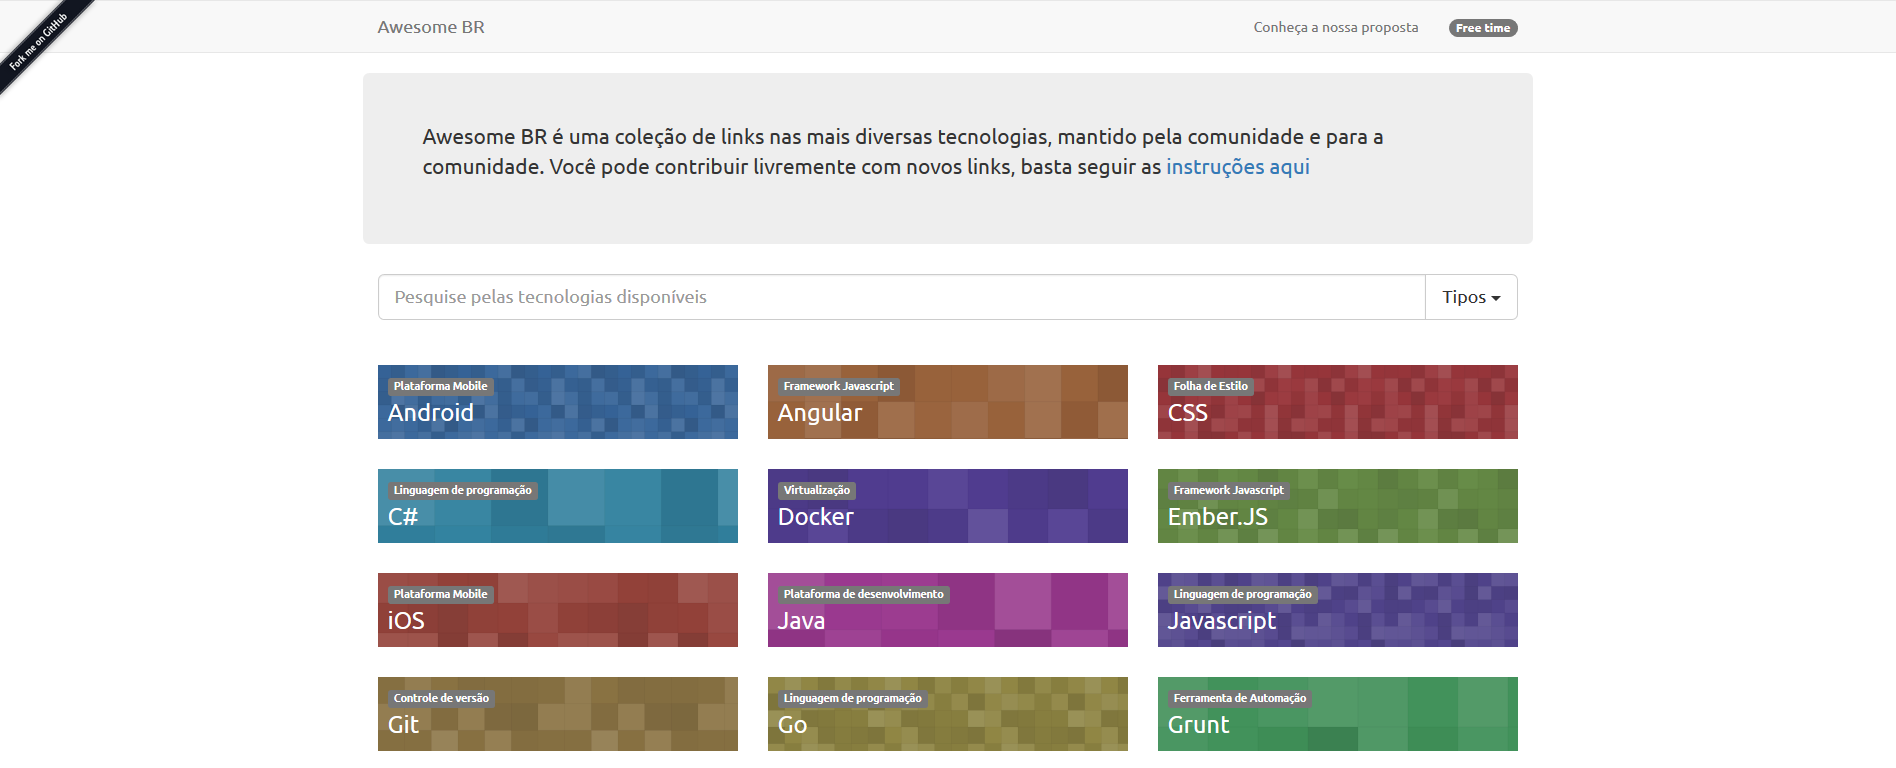 Fork me on GitHub
Awesome BR
Conheça a nossa proposta
Free time
Awesome BR é uma coleção de links nas mais diversas tecnologias, mantido pela comunidade e para a
comunidade. Você pode contribuir livremente com novos links, basta seguir as instruções aqui
Pesquise pelas tecnologias disponíveis
Tipos
Plataforma Mobile
Android
Framework Javascript
Angular
Folha de Estilo
CSS
Linguagem de programação
C#
Virtualização
Docker
Framework Javascript
Ember.JS
Plataforma Mobile
iOS
Plataforma de desenvolvimento
Java
Linguagem de programação
Javascript
Controle de versão
Git
Linguagem de programação
Go
Ferramenta de Automação
Grunt